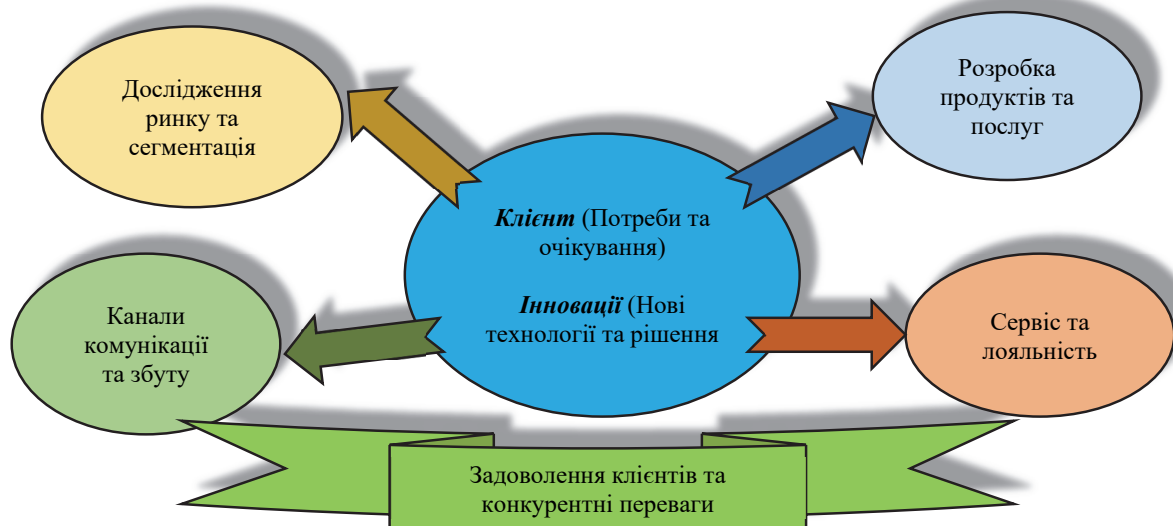 Дослідження
ринку та
сегментація
Розробка
продуктів та
послуг
Клієнт (Потреби та
очікування)
Інновації (Нові
технології та рішення
Канали
комунікації
та збуту
Сервіс та
лояльність
Задоволення клієнтів та
конкурентні переваги